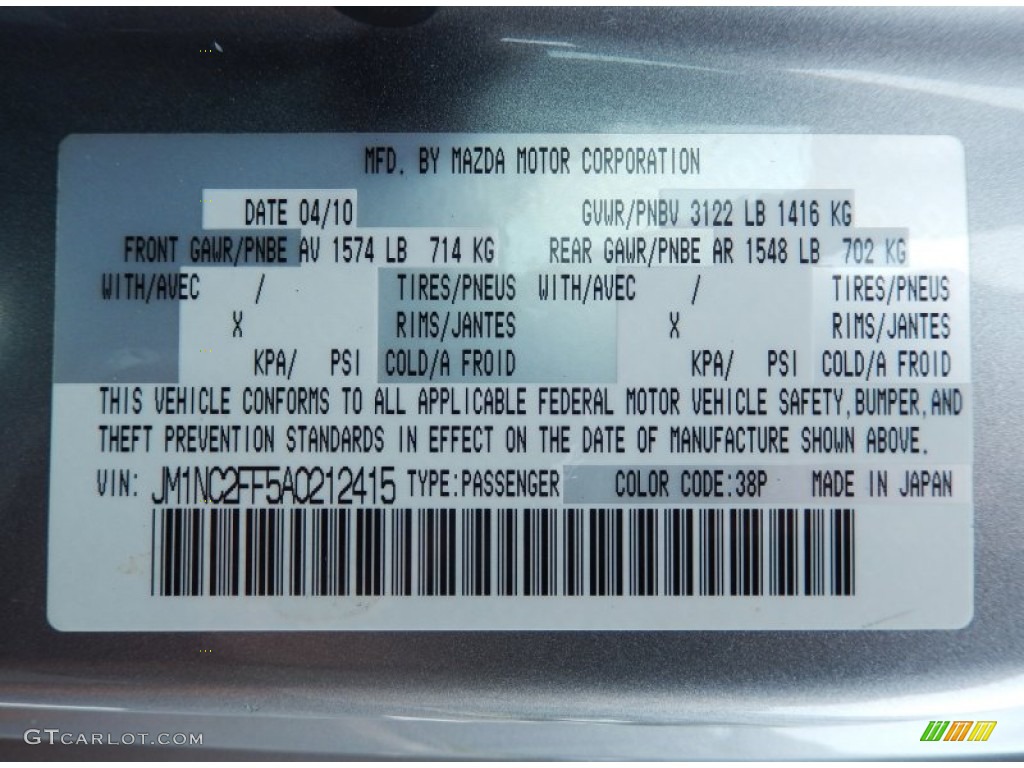 MFD. BY MAZDA MOTOR CORPORATION
DATE 04/10 GVWR/PNBV 3122 LB 1416 KG
FRONT GAWR/PNBE AV 1574 LB 714 KG REAR GAWR/PNBE AR 1548 LB 702 KG
WITH/AVEC / TIRES/PNEUS WITH/AVEC / TIRES/PNEUS
X RIMS/JANTES X RIMS/JANTES
KPA/ PSI COLD/A FROID KPA/ PSI COLD/A FROID
THIS VEHICLE CONFORMS TO ALL APPLICABLE FEDERAL MOTOR VEHICLE SAFETY,BUMPER,AND
THEFT PREVENTION STANDARDS IN EFFECT ON THE DATE OF MANUFACTURE SHOWN ABOVE.
VIN: JM1NC2FF5A0212415 TYPE:PASSENGER COLOR CODE:38P MADE IN JAPAN
GTCARLOT.COM